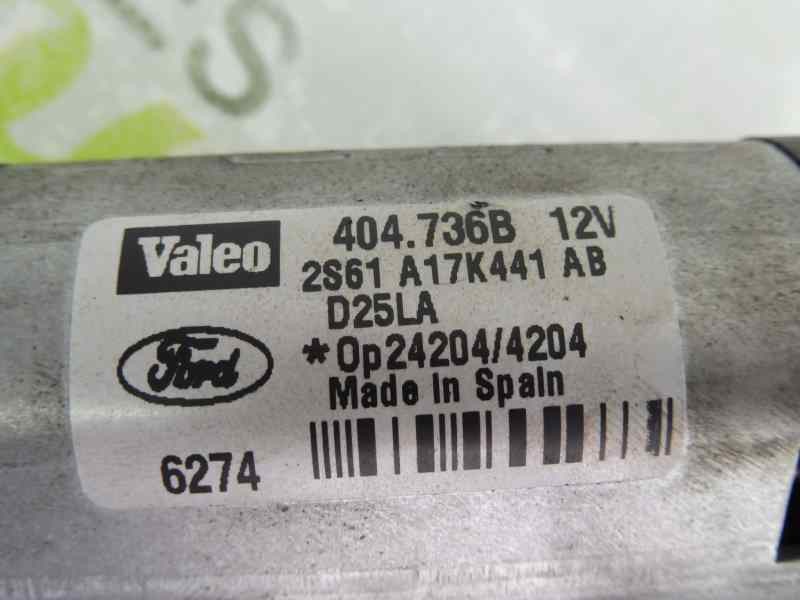 Valeo 404.736B 12V
2S61 A17K441 AB
D25LA
Ford *Op24204/4204
Made In Spain
6274